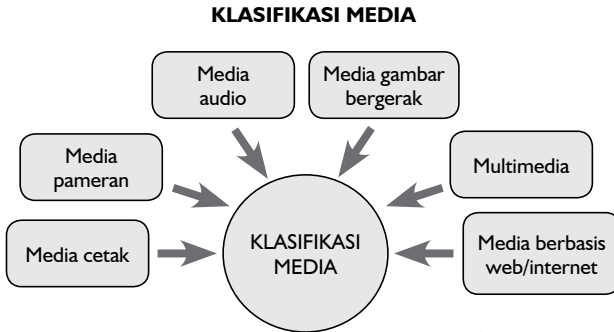 KLASIFIKASI MEDIA
Media
audio
Media gambar
bergerak
Media
pameran
Multimedia
Media cetak
KLASIFIKASI
MEDIA
Media berbasis
web/internet